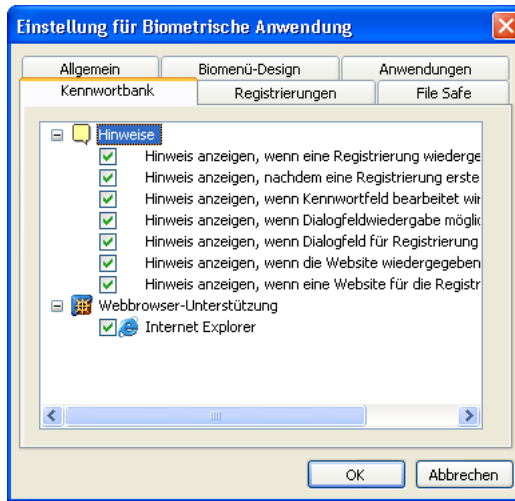 Einstellung für Biometrische Anwendung
Allgemein Biomenü-Design Anwendungen
Kennwortbank Registrierungen File Safe
Hinweise
Hinweis anzeigen, wenn eine Registrierung wiederge
Hinweis anzeigen, nachdem eine Registrierung erste
Hinweis anzeigen, wenn Kennwortfeld bearbeitet wir
Hinweis anzeigen, wenn Dialogfeldwiedergabe möglic
Hinweis anzeigen, wenn Dialogfeld für Registrierung
Hinweis anzeigen, wenn die Website wiedergegeben
Hinweis anzeigen, wenn eine Website für die Registr
Webbrowser-Unterstützung
Internet Explorer
OK Abbrechen